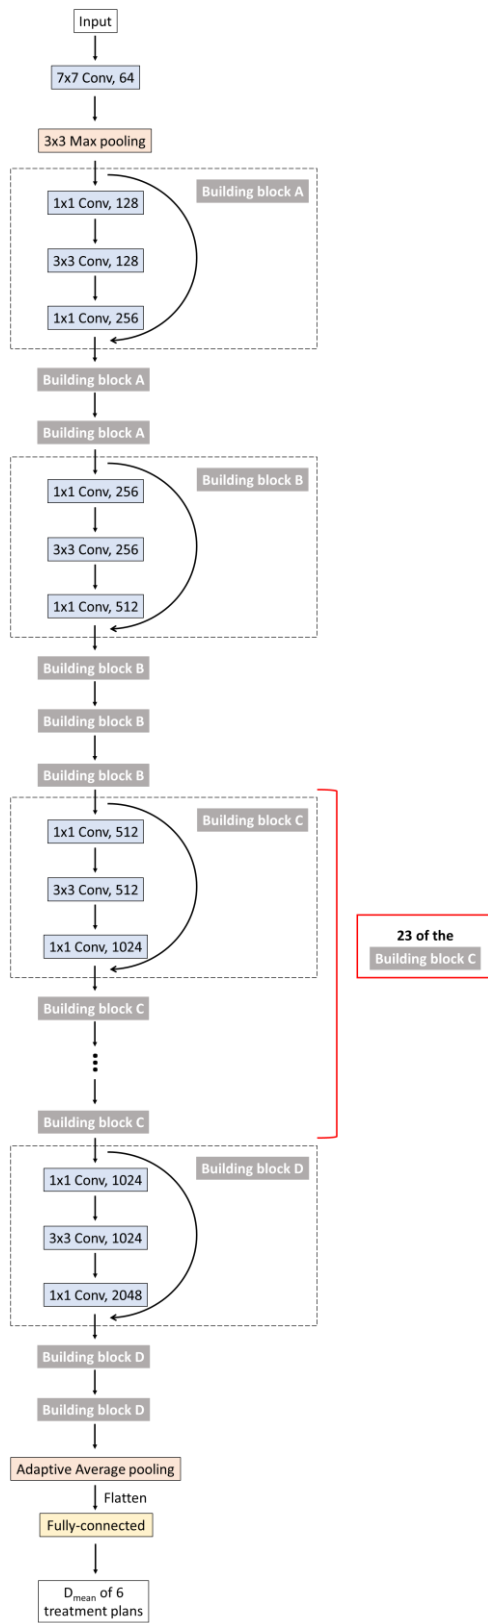 Input
7x7 Conv, 64
3x3 Max pooling
Building block A
1x1 Conv, 128
3x3 Conv, 128
1x1 Conv, 256
Building block A
Building block A
Building block B
1x1 Conv, 256
3x3 Conv, 256
1x1 Conv, 512
Building block B
Building block B
Building block B
Building block C
1x1 Conv, 512
3x3 Conv, 512
1x1 Conv, 1024
23 of the
Building block C
Building block C
Building block C
Building block D
1x1 Conv, 1024
3x3 Conv, 1024
1x1 Conv, 2048
Building block D
Building block D
Adaptive Average pooling
Flatten
Fully-connected
Dmean of 6
treatment plans